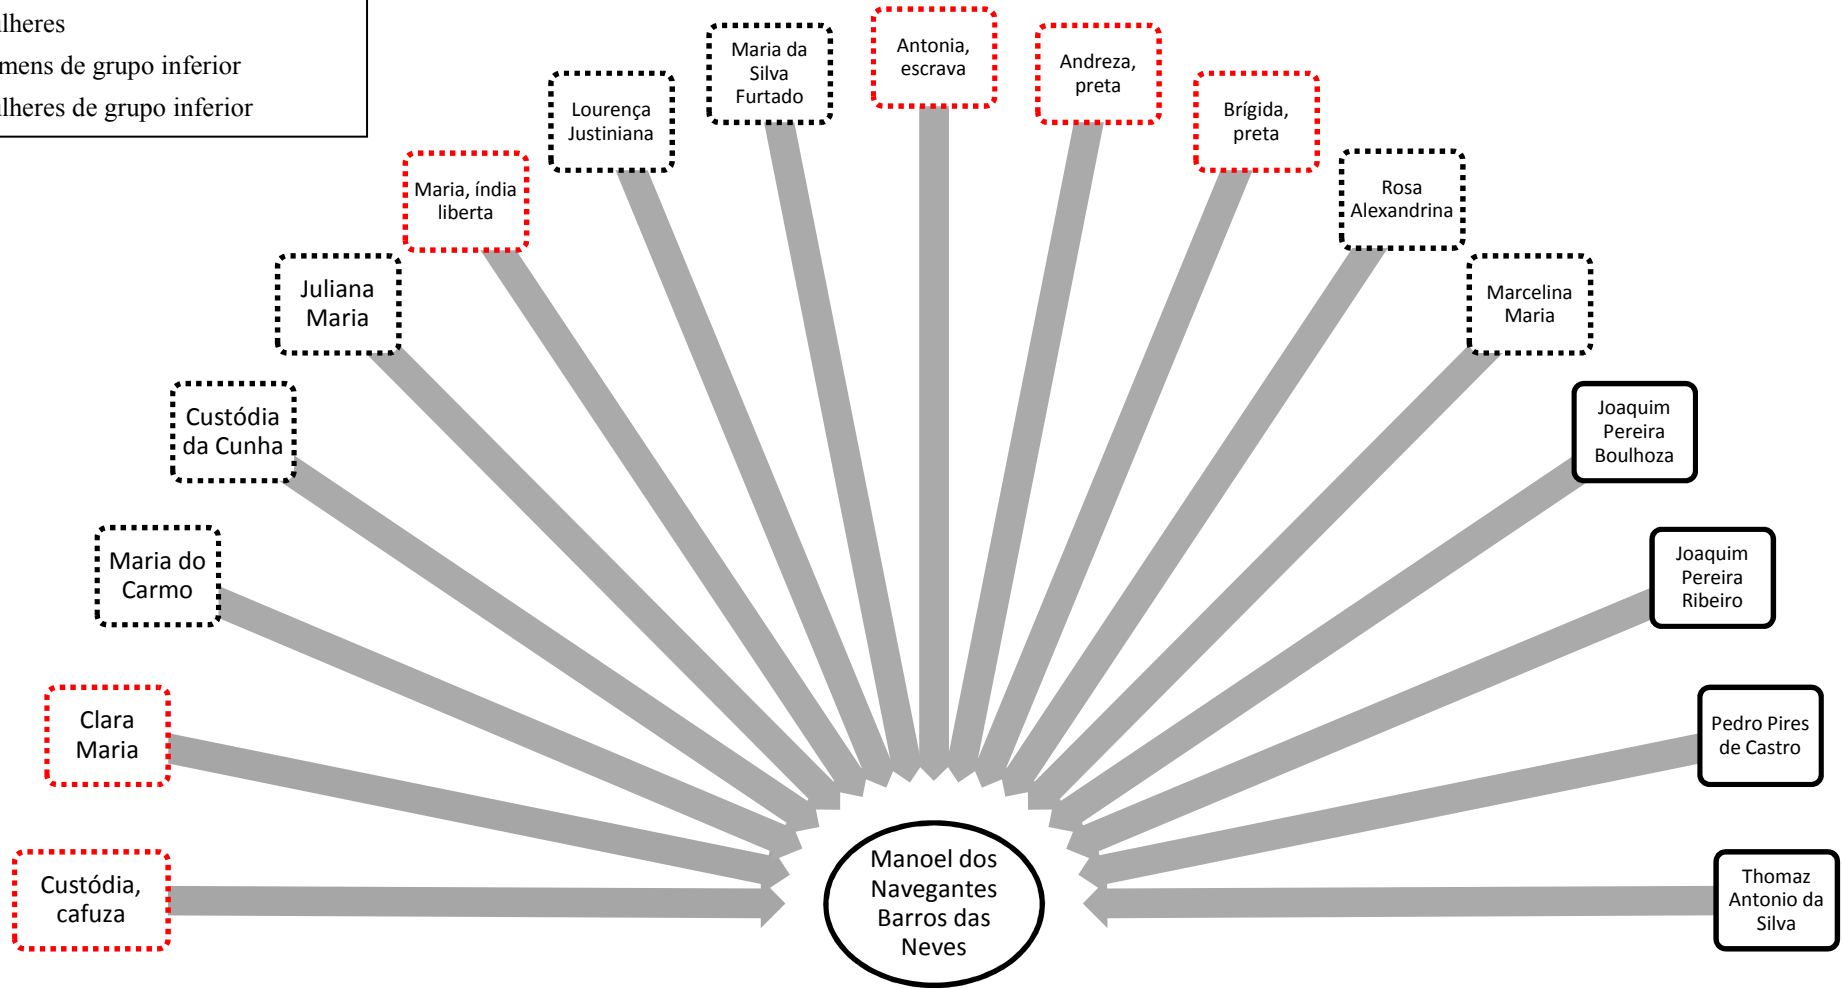 de grupo inferior
de grupo inferior
Maria da
Silva
Furtado
Antonia,
escrava
Andreza,
preta
Brígida,
preta
Lourença
Justiniana
Maria, índia
liberta
Rosa
Alexandrina
Juliana
Maria
Marcelina
Maria
Custódia
da Cunha
Joaquim
Pereira
Boulhoza
Maria do
Carmo
Joaquim
Pereira
Ribeiro
Clara
Maria
Pedro Pires
de Castro
Custódia,
cafuza
Manoel dos
Navegantes
Barros das
Neves
Thomaz
Antonio da
Silva